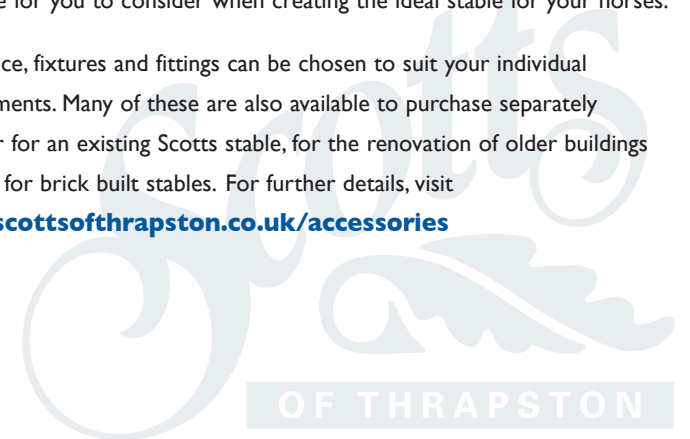 e for you to consider when creating the ideal stable for your horses.
ce, fixtures and fittings can be chosen to suit your individual
ments. Many of these are also available to purchase separately
r for an existing Scotts stable, for the renovation of older buildings
for brick built stables. For further details, visit
scottsofthrapston.co.uk/accessories
Scotts
OF THRAPSTON